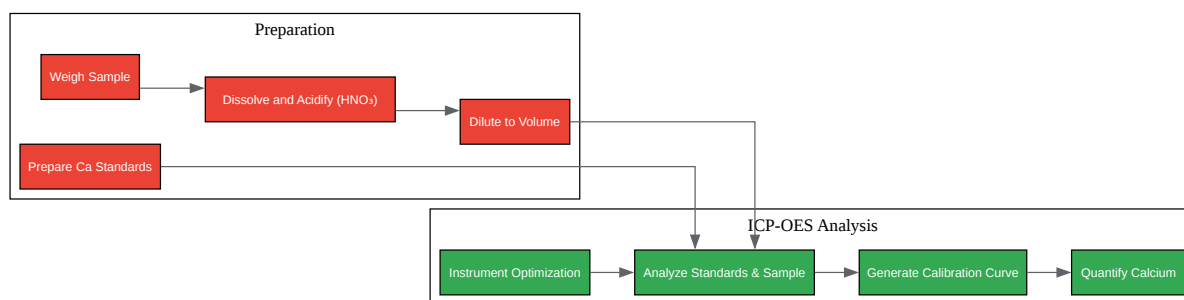 Preparation
Weigh Sample
Dissolve and Acidify (HNO₃)
Dilute to Volume
Prepare Ca Standards
ICP-OES Analysis
Instrument Optimization
Analyze Standards & Sample
Generate Calibration Curve
Quantify Calcium